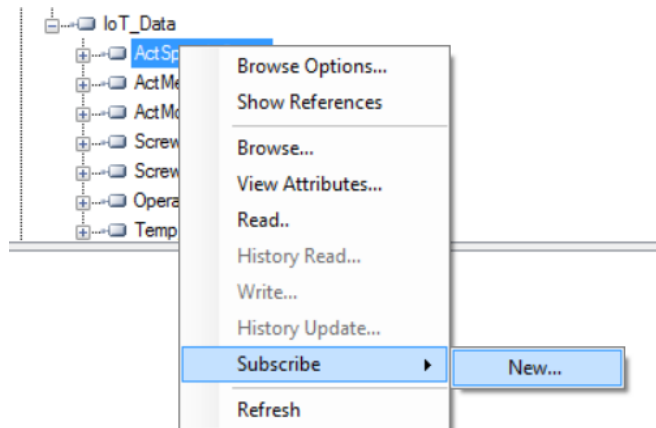 IoT_Data
ActSp
ActMe
ActMo
Screw
Screw
Opera
Temp
Browse Options...
Show References
Browse...
View Attributes...
Read..
History Read...
Write...
History Update...
Subscribe
New...
Refresh